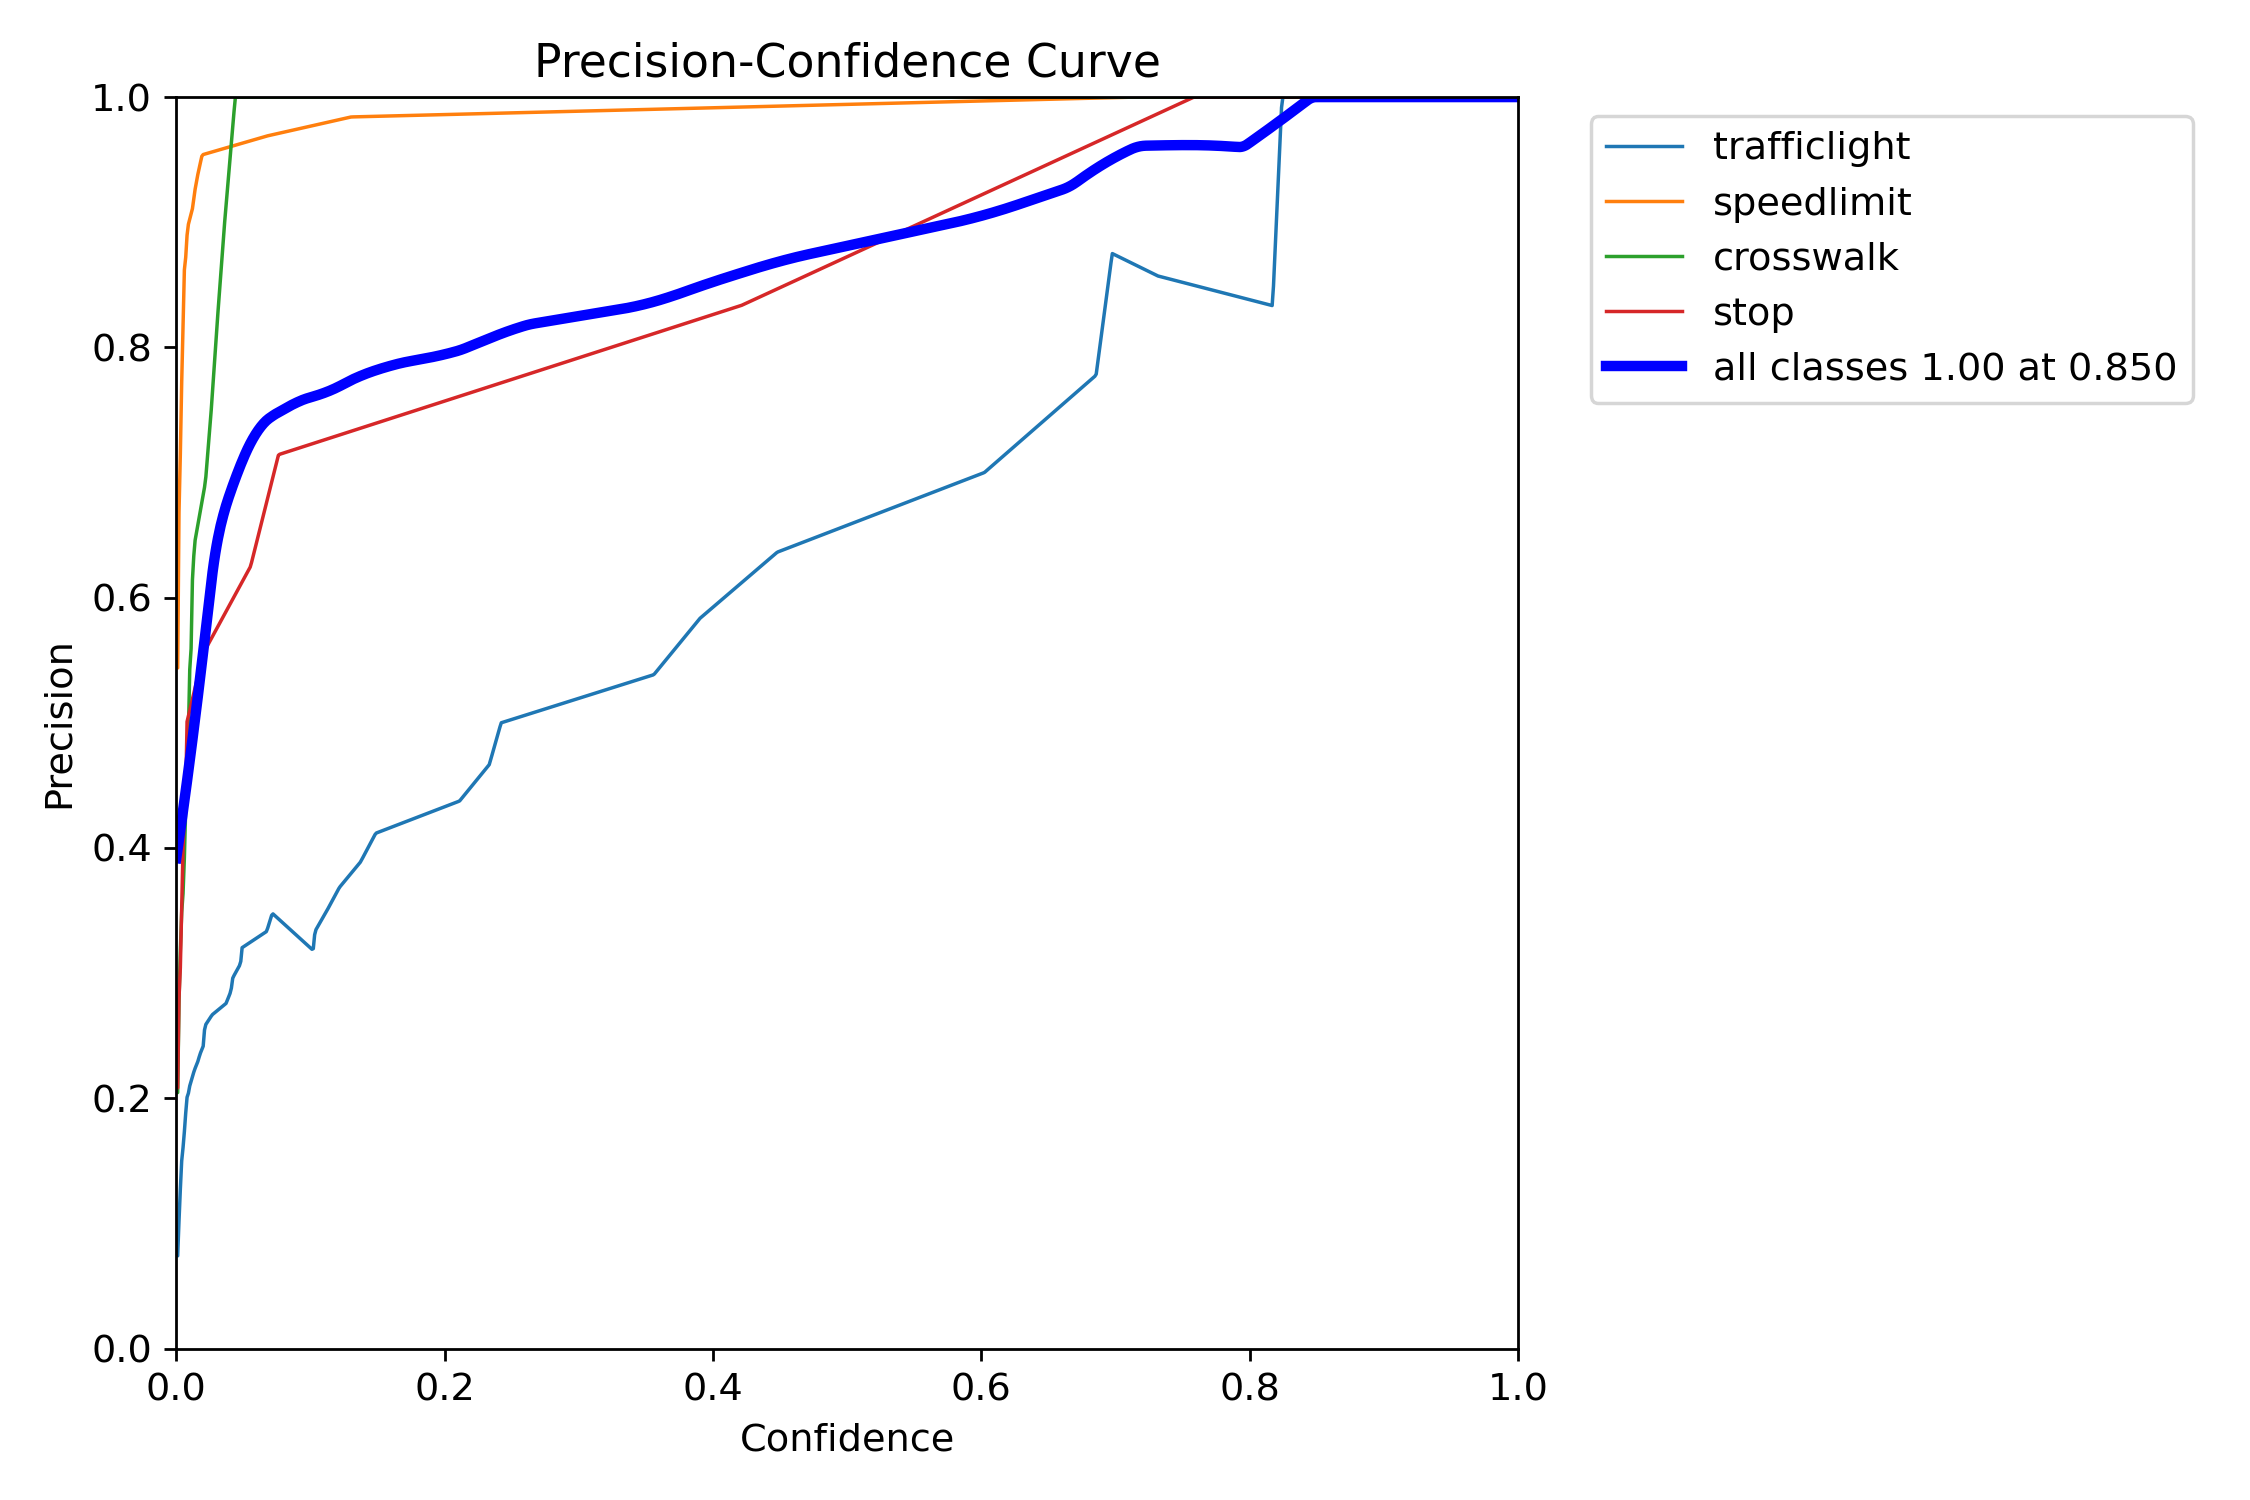 Precision-Confidence Curve
1.0
0.8
0.6
0.4
0.2
0.0
Precision
0.0 0.2 0.4 0.6 0.8 1.0
Confidence
trafficlight
speedlimit
crosswalk
stop
all classes 1.00 at 0.850